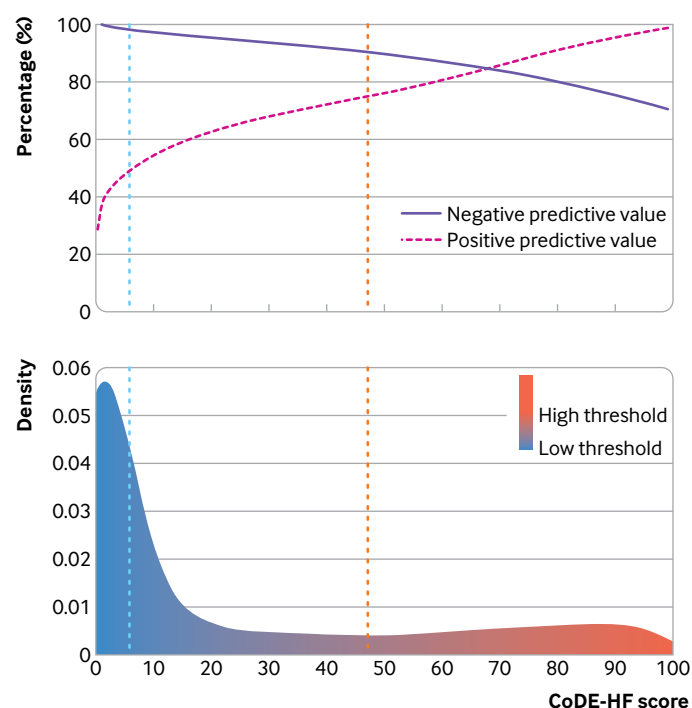 Percentage (%)
100
80
60
40
20
0
Negative predictive value
Positive predictive value
Density
0.06
0.05
0.04
0.03
0.02
0.01
0
High threshold
Low threshold
0 10 20 30 40 50 60 70 80 90 100
CoDE-HF score